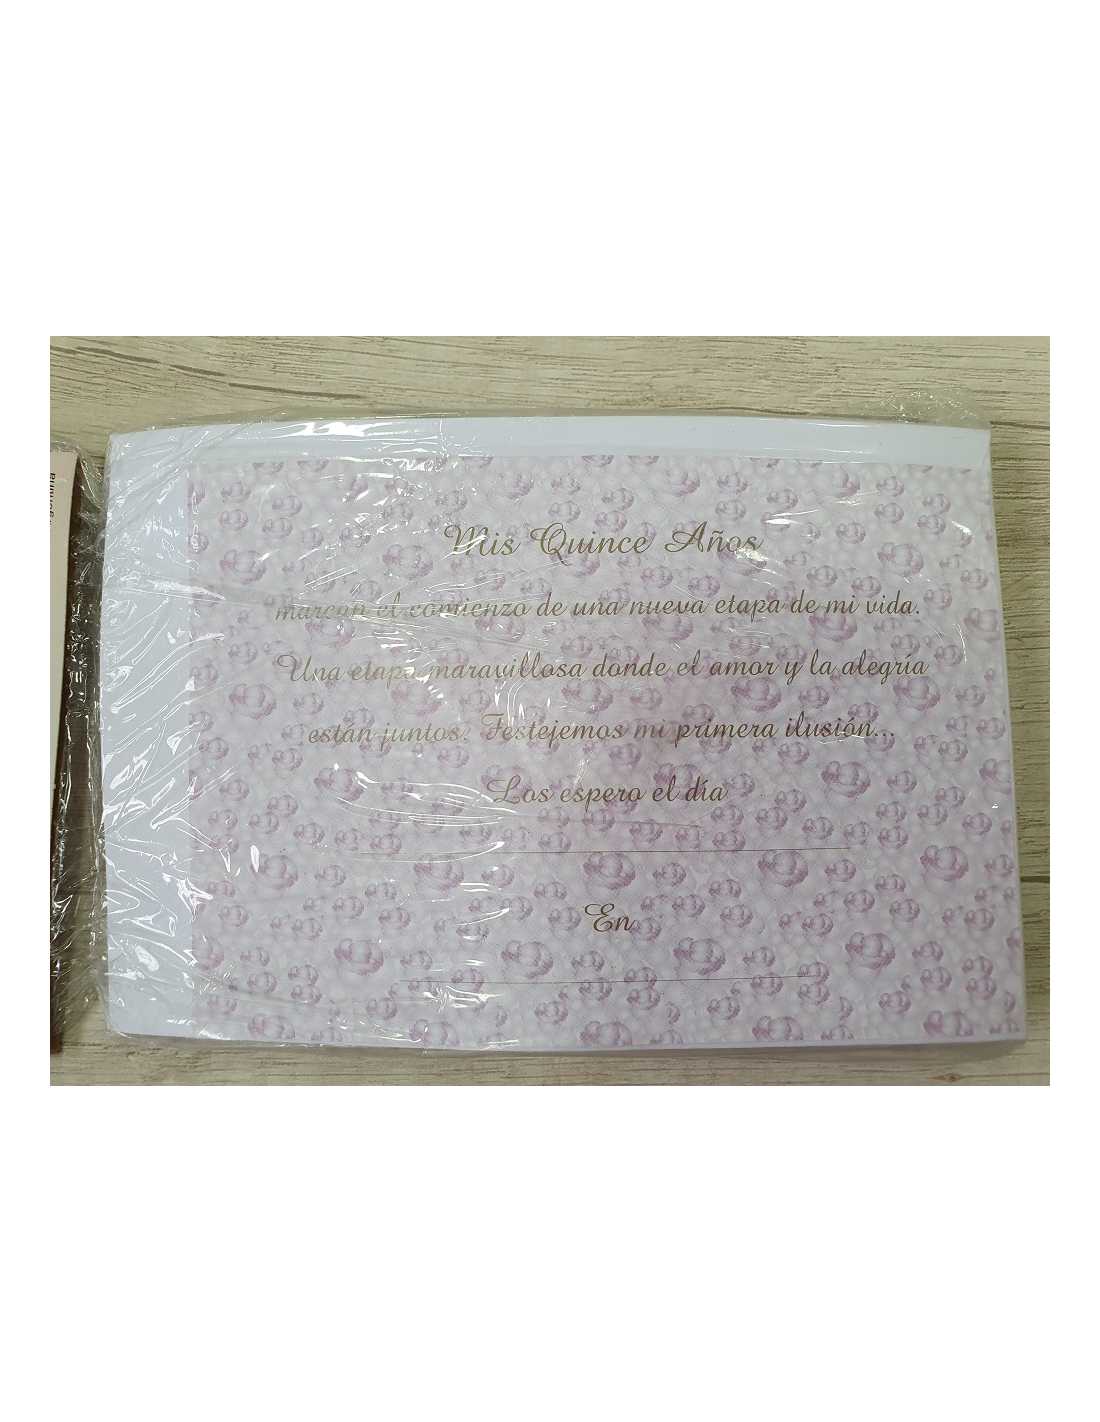 Mis Quince Años
marcan el comienzo de una nueva etapa de mi vida.
Una etapa maravillosa donde el amor y la alegría
están juntos. Festejemos mi primera ilusión...
Los espero el día
En